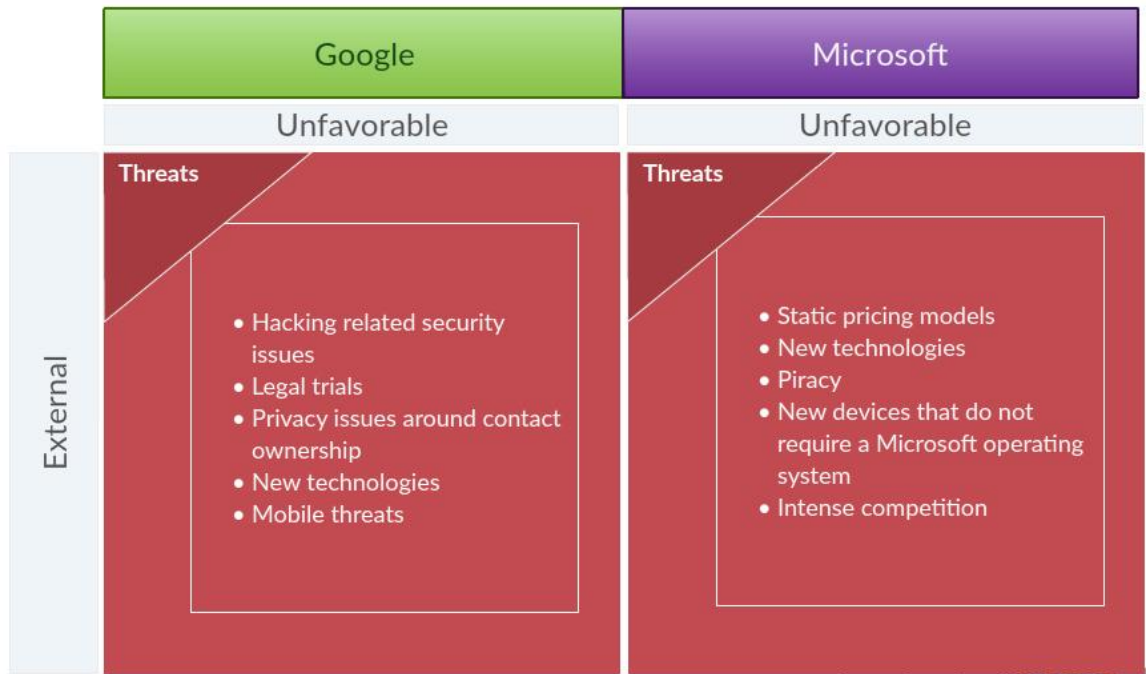 Google
Microsoft
Unfavorable
Unfavorable
External
Threats
• Hacking related security
issues
• Legal trials
• Privacy issues around contact
ownership
• New technologies
• Mobile threats
Threats
• Static pricing models
• New technologies
• Piracy
• New devices that do not
require a Microsoft operating
system
• Intense competition